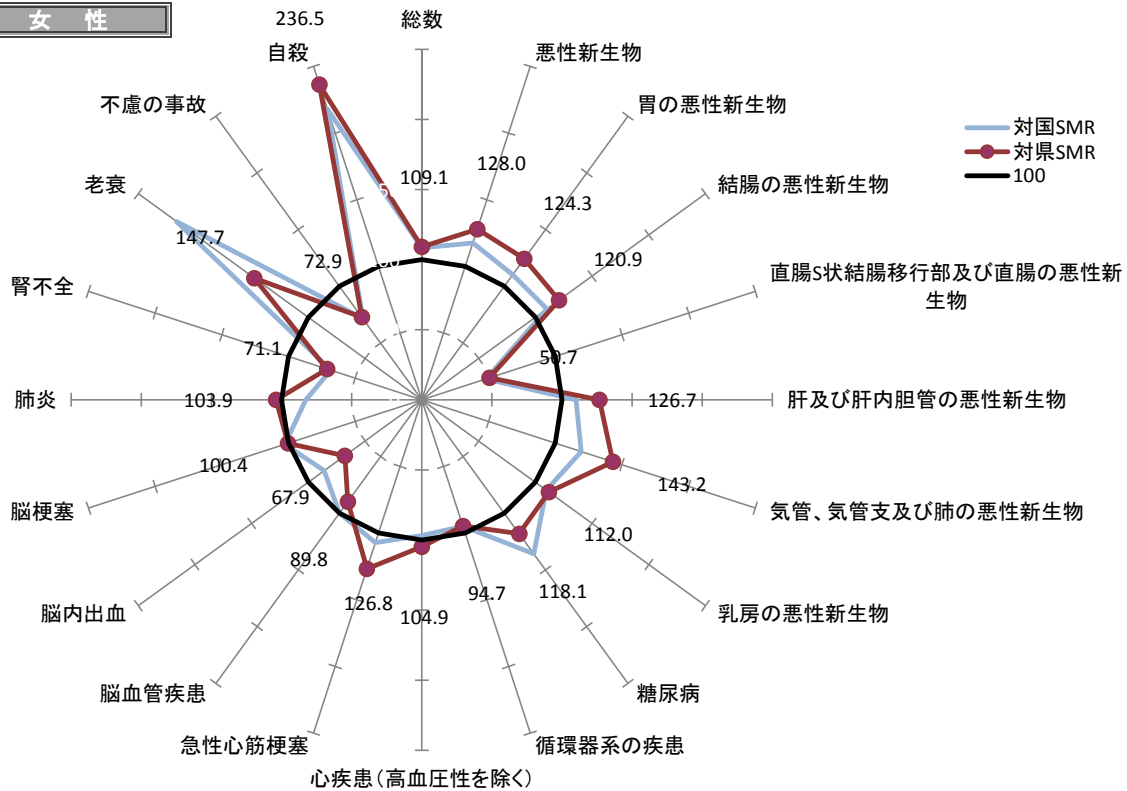 女 性
236.5
総数
自殺
悪性新生物
不慮の事故
胃の悪性新生物
対国SMR
対県SMR
100
老衰
結腸の悪性新生物
109.1
128.0
124.3
120.9
147.7
72.9
直腸S状結腸移行部及び直腸の悪性新
生物
腎不全
71.1
50.7
肺炎
103.9
126.7
肝及び肝内胆管の悪性新生物
100.4
143.2
脳梗塞
67.9
気管、気管支及び肺の悪性新生物
112.0
89.8
118.1
脳内出血
126.8
104.9
94.7
乳房の悪性新生物
脳血管疾患
糖尿病
急性心筋梗塞
循環器系の疾患
心疾患（高血圧性を除く）